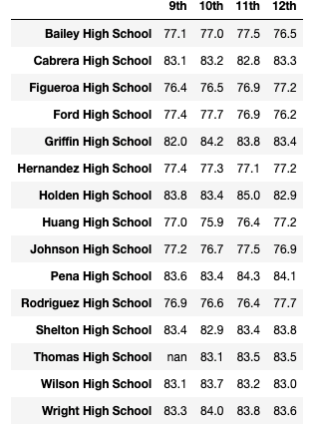 9th 10th 11th 12th
Bailey High School 77.1 77.0 77.5 76.5
Cabrera High School 83.1 83.2 82.8 83.3
Figueroa High School 76.4 76.5 76.9 77.2
Ford High School 77.4 77.7 76.9 76.2
Griffin High School 82.0 84.2 83.8 83.4
Hernandez High School 77.4 77.3 77.1 77.2
Holden High School 83.8 83.4 85.0 82.9
Huang High School 77.0 75.9 76.4 77.2
Johnson High School 77.2 76.7 77.5 76.9
Pena High School 83.6 83.4 84.3 84.1
Rodriguez High School 76.9 76.6 76.4 77.7
Shelton High School 83.4 82.9 83.4 83.8
Thomas High School nan 83.1 83.5 83.5
Wilson High School 83.1 83.7 83.2 83.0
Wright High School 83.3 84.0 83.8 83.6